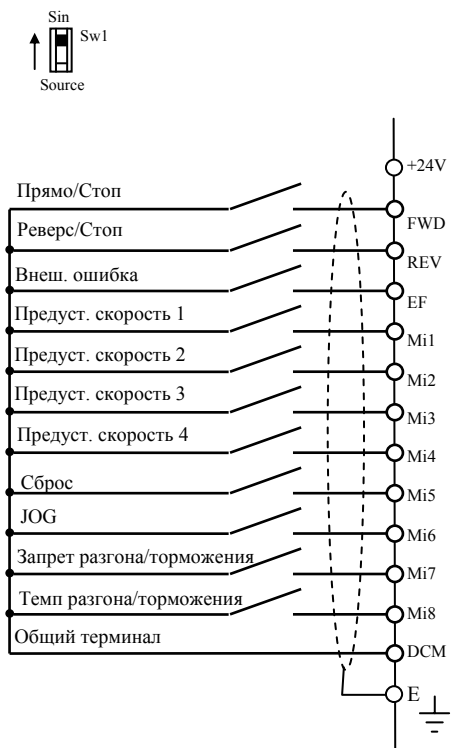 Sin
Sw1
Source
+24V
Прямо/Стоп
FWD
Реверс/Стоп
REV
Внеш. ошибка
EF
Предуст. скорость 1
Mi1
Предуст. скорость 2
Mi2
Предуст. скорость 3
Mi3
Предуст. скорость 4
Mi4
Сброс
Mi5
JOG
Mi6
Запрет разгона/торможения
Mi7
Темп разгона/торможения
Mi8
Общий терминал
DCM
E